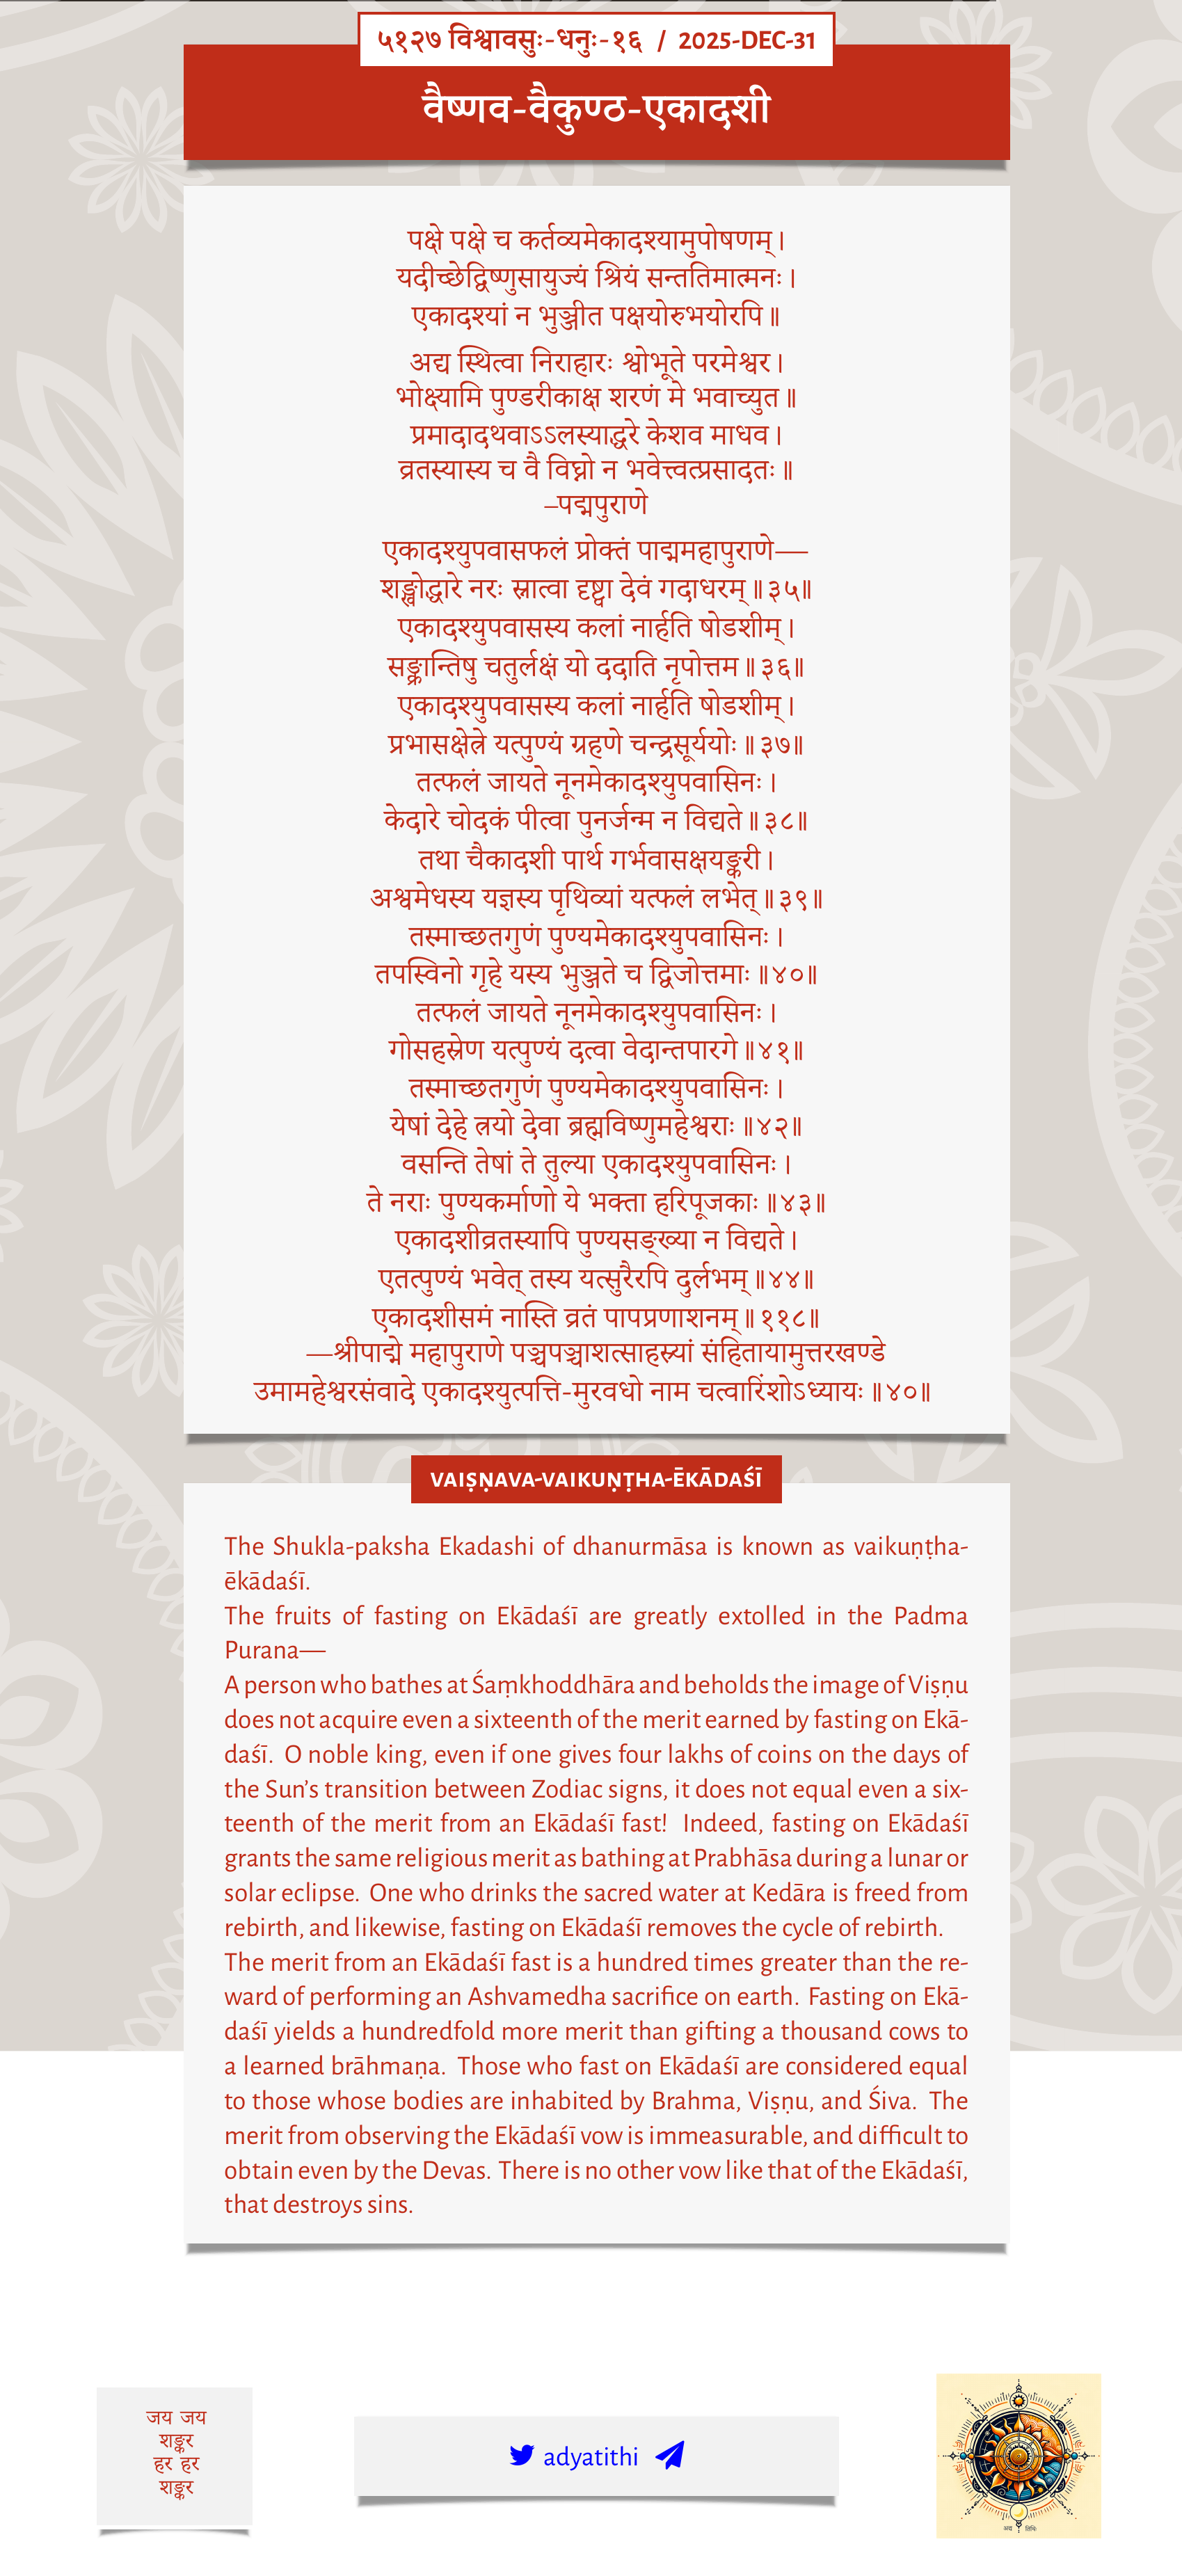 ५१२७ विश्वावसुः-धनुः-१६ / 2025-DEC-31
वैष्णव-वैकुण्ठ-एकादशी
पक्षे पक्षे च कर्तव्यमेकादश्यामुपोषणम्।
यदीच्छेद्विष्णुसायुज्यं श्रियं सन्ततिमात्मनः।
एकादश्यां न भुञ्जीत पक्षयोरुभयोरपि॥
अद्य स्थित्वा निराहारः श्वोभूते परमेश्वर।
भोक्ष्यामि पुण्डरीकाक्ष शरणं मे भवाच्युत॥
प्रमादादथवाऽऽलस्याद्धरे केशव माधव।
व्रतस्यास्य च वै विघ्नो न भवेत्त्वत्प्रसादतः॥
–पद्मपुराणे
एकादश्युपवासफलं प्रोक्तं पाद्ममहापुराणे—
शङ्खोद्धारे नरः स्नात्वा दृष्ट्वा देवं गदाधरम्॥३५॥
एकादश्युपवासस्य कलां नार्हति षोडशीम्।
सङ्क्रान्तिषु चतुर्लक्षं यो ददाति नृपोत्तम॥३६॥
एकादश्युपवासस्य कलां नार्हति षोडशीम्।
प्रभासक्षेत्रे यत्पुण्यं ग्रहणे चन्द्रसूर्ययोः॥३७॥
तत्फलं जायते नूनमेकादश्युपवासिनः।
केदारे चोदकं पीत्वा पुनर्जन्म न विद्यते॥३८॥
तथा चैकादशी पार्थ गर्भवासक्षयङ्करी।
अश्वमेधस्य यज्ञस्य पृथिव्यां यत्फलं लभेत्॥३९॥
तस्माच्छतगुणं पुण्यमेकादश्युपवासिनः।
तपस्विनो गृहे यस्य भुञ्जते च द्विजोत्तमाः॥४०॥
तत्फलं जायते नूनमेकादश्युपवासिनः।
गोसहस्रेण यत्पुण्यं दत्वा वेदान्तपारगे॥४१॥
तस्माच्छतगुणं पुण्यमेकादश्युपवासिनः।
येषां देहे त्रयो देवा ब्रह्मविष्णुमहेश्वराः॥४२॥
वसन्ति तेषां ते तुल्या एकादश्युपवासिनः।
ते नराः पुण्यकर्माणो ये भक्ता हरिपूजकाः॥४३॥
एकादशीव्रतस्यापि पुण्यसङ्ख्या न विद्यते।
एतत्पुण्यं भवेत् तस्य यत्सुरैरपि दुर्लभम्॥४४॥
एकादशीसमं नास्ति व्रतं पापप्रणाशनम्॥११८॥
—श्रीपाद्मे महापुराणे पञ्चपञ्चाशत्साहस्र्यां संहितायामुत्तरखण्डे
उमामहेश्वरसंवादे एकादश्युत्पत्ति-मुरवधो नाम चत्वारिंशोऽध्यायः॥४०॥
VAIṢṆAVA-VAIKUṆṬHA-ĒKĀDAŚĪ
The Shukla-paksha Ekadashi of dhanurmāsa is known as vaikuṇṭha-
ēkādaśī.
The fruits of fasting on Ekādaśī are greatly extolled in the Padma
Purana—
A person who bathes at Śaṃkhoddhāra and beholds the image of Viṣṇu
does not acquire even a sixteenth of the merit earned by fasting on Ekā-
daśī. O noble king, even if one gives four lakhs of coins on the days of
the Sun’s transition between Zodiac signs, it does not equal even a six-
teenth of the merit from an Ekādaśī fast! Indeed, fasting on Ekādaśī
grants the same religious merit as bathing at Prabhāsa during a lunar or
solar eclipse. One who drinks the sacred water at Kedāra is freed from
rebirth, and likewise, fasting on Ekādaśī removes the cycle of rebirth.
The merit from an Ekādaśī fast is a hundred times greater than the re-
ward of performing an Ashvamedha sacrifice on earth. Fasting on Ekā-
daśī yields a hundredfold more merit than gifting a thousand cows to
a learned brāhmaṇa. Those who fast on Ekādaśī are considered equal
to those whose bodies are inhabited by Brahma, Viṣṇu, and Śiva. The
merit from observing the Ekādaśī vow is immeasurable, and difficult to
obtain even by the Devas. There is no other vow like that of the Ekādaśī,
that destroys sins.
जय जय
शङ्कर
हर हर
शङ्कर
adyatithi
अद्य तिथिः